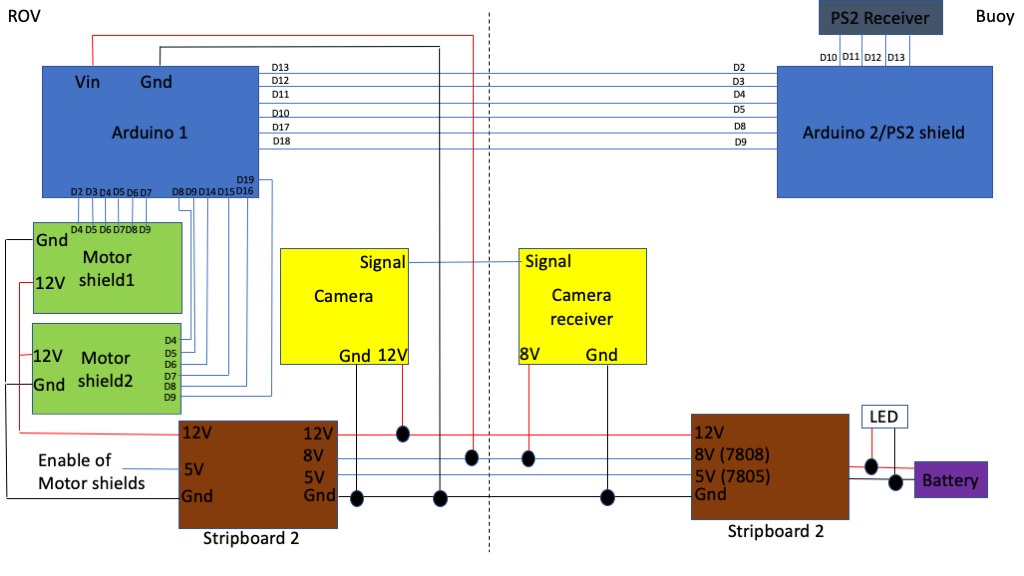 ROV
Buoy
PS2 Receiver
D10 D11 D12 D13
Vin
Gnd
Arduino 1
D13
D12
D11
D10
D17
D18
D2
D3
D4
D5
D8
D9
Arduino 2/PS2 shield
D19
D2 D3 D4 D5 D6 D7
D8 D9 D14 D15 D16
D4 D5 D6 D7 D8 D9
Gnd
12V
Motor
shield1
12V
Gnd
Motor
shield2
D4
D5
D6
D7
D8
D9
Signal
Camera
Gnd 12V
Signal
Camera
receiver
8V
Gnd
12V
5V
Gnd
12V
8V
5V
Gnd
Stripboard 2
Enable of
Motor shields
12V
8V (7808)
5V (7805)
Gnd
Stripboard 2
LED
Battery